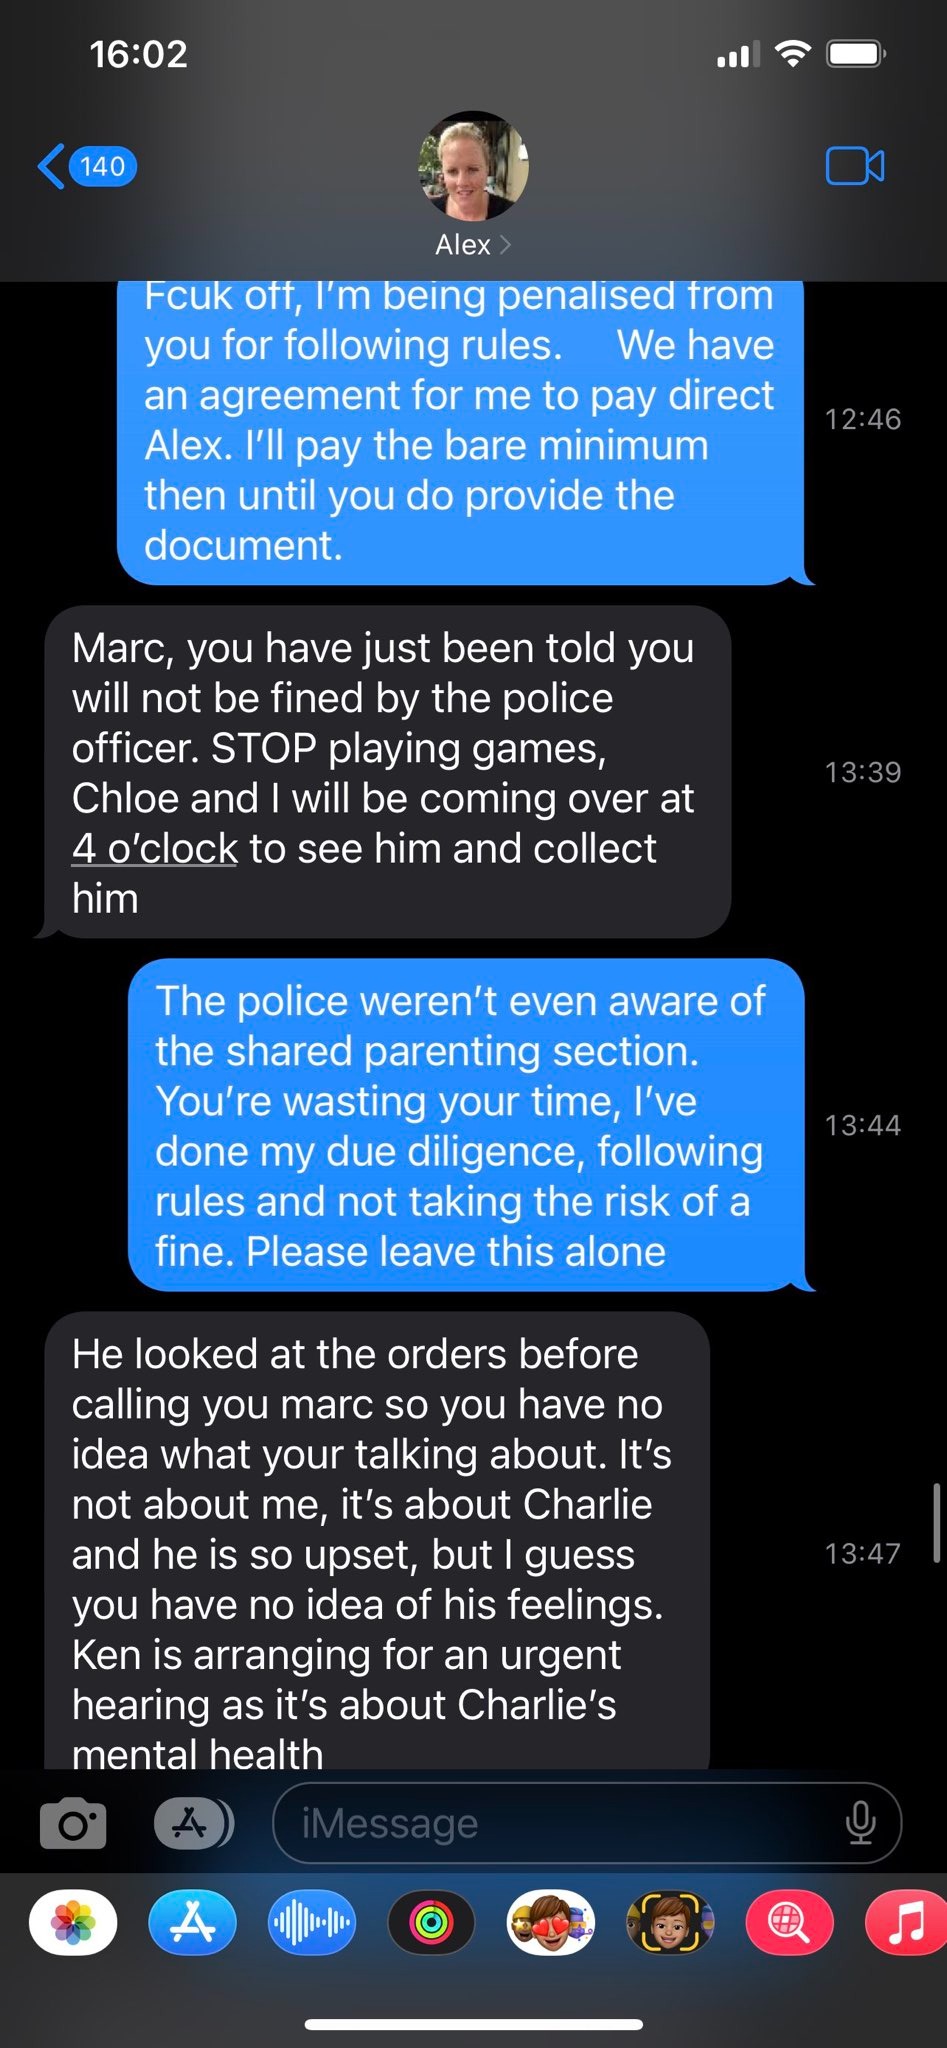 16:02
140
Alex
Fcuk off, I'm being penalised from
you for following rules. We have
an agreement for me to pay direct
Alex. I'll pay the bare minimum
then until you do provide the
document.
12:46
Marc, you have just been told you
will not be fined by the police
officer. STOP playing games,
Chloe and I will be coming over at
4 o'clock to see him and collect
him
13:39
The police weren't even aware of
the shared parenting section.
You're wasting your time, I've
done my due diligence, following
rules and not taking the risk of a
fine. Please leave this alone
13:44
He looked at the orders before
calling you marc so you have no
idea what your talking about. It's
not about me, it's about Charlie
and he is so upset, but I guess
you have no idea of his feelings.
Ken is arranging for an urgent
hearing as it's about Charlie's
mental health
13:47
iMessage